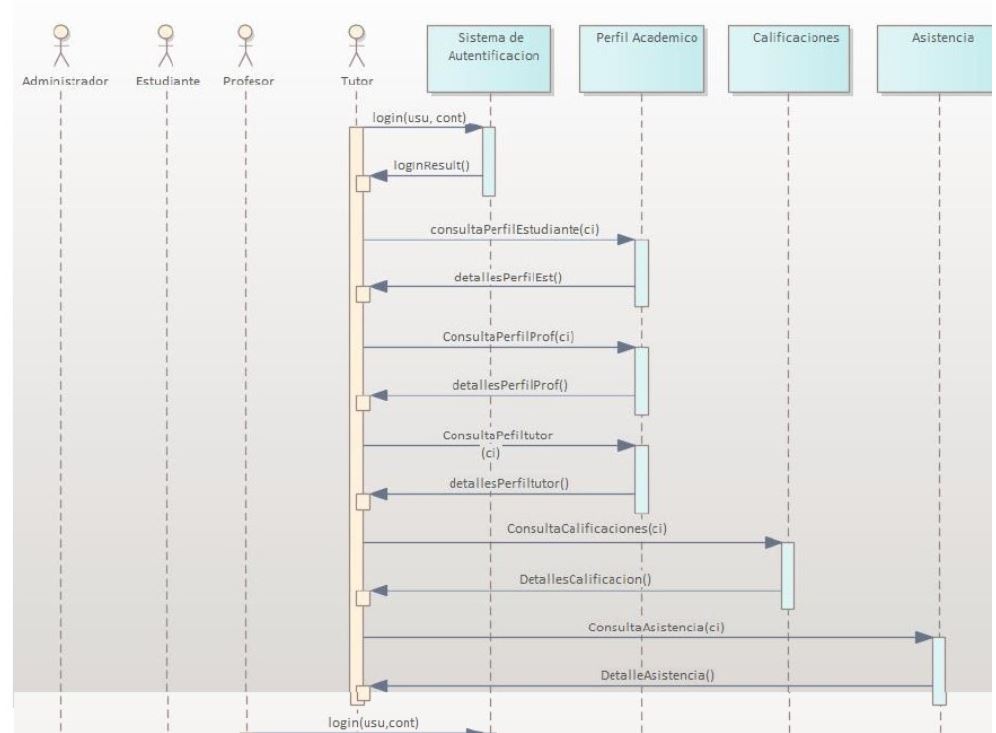 Administrador
Estudiante
Profesor
Tutor
Sistema de
Autentificacion
Perfil Academico
Calificaciones
Asistencia
login(usu, cont)
loginResult()
consultaPerfilEstudiante(ci)
detallesPerfilEst()
ConsultaPerfilProf(ci)
detallesPerfilProf()
ConsultaPefiltutor
(ci)
detallesPerfiltutor()
ConsultaCalificaciones(ci)
DetallesCalificacion()
ConsultaAsistencia(ci)
DetalleAsistencia()
login(usu,cont)